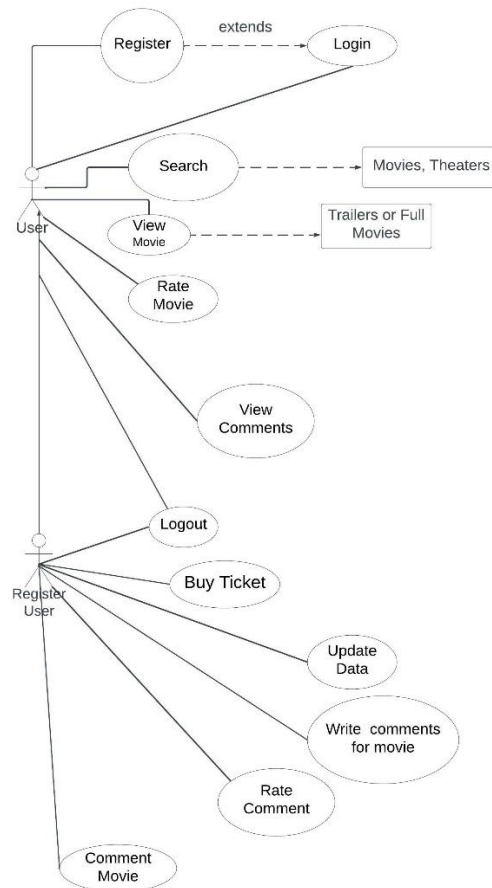 extends
Register
Login
Search
Movies, Theaters
User
View
Movie
Trailers or Full
Movies
Rate
Movie
View
Comments
Logout
Register
User
Buy Ticket
Update
Data
Write comments
for movie
Rate
Comment
Comment
Movie